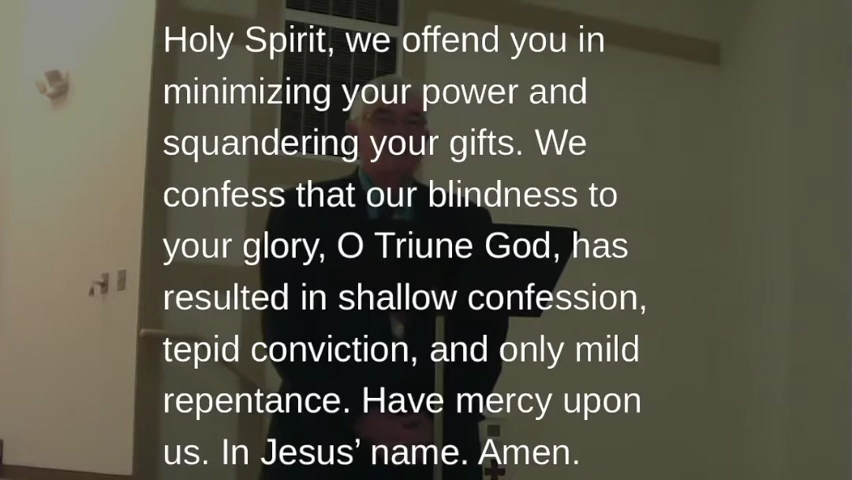 Holy Spirit, we offend you in
minimizing your power and
squandering your gifts. We
confess that our blindness to
your glory, O Triune God, has
resulted in shallow confession,
tepid conviction, and only mild
repentance. Have mercy upon
us. In Jesus’ name. Amen.